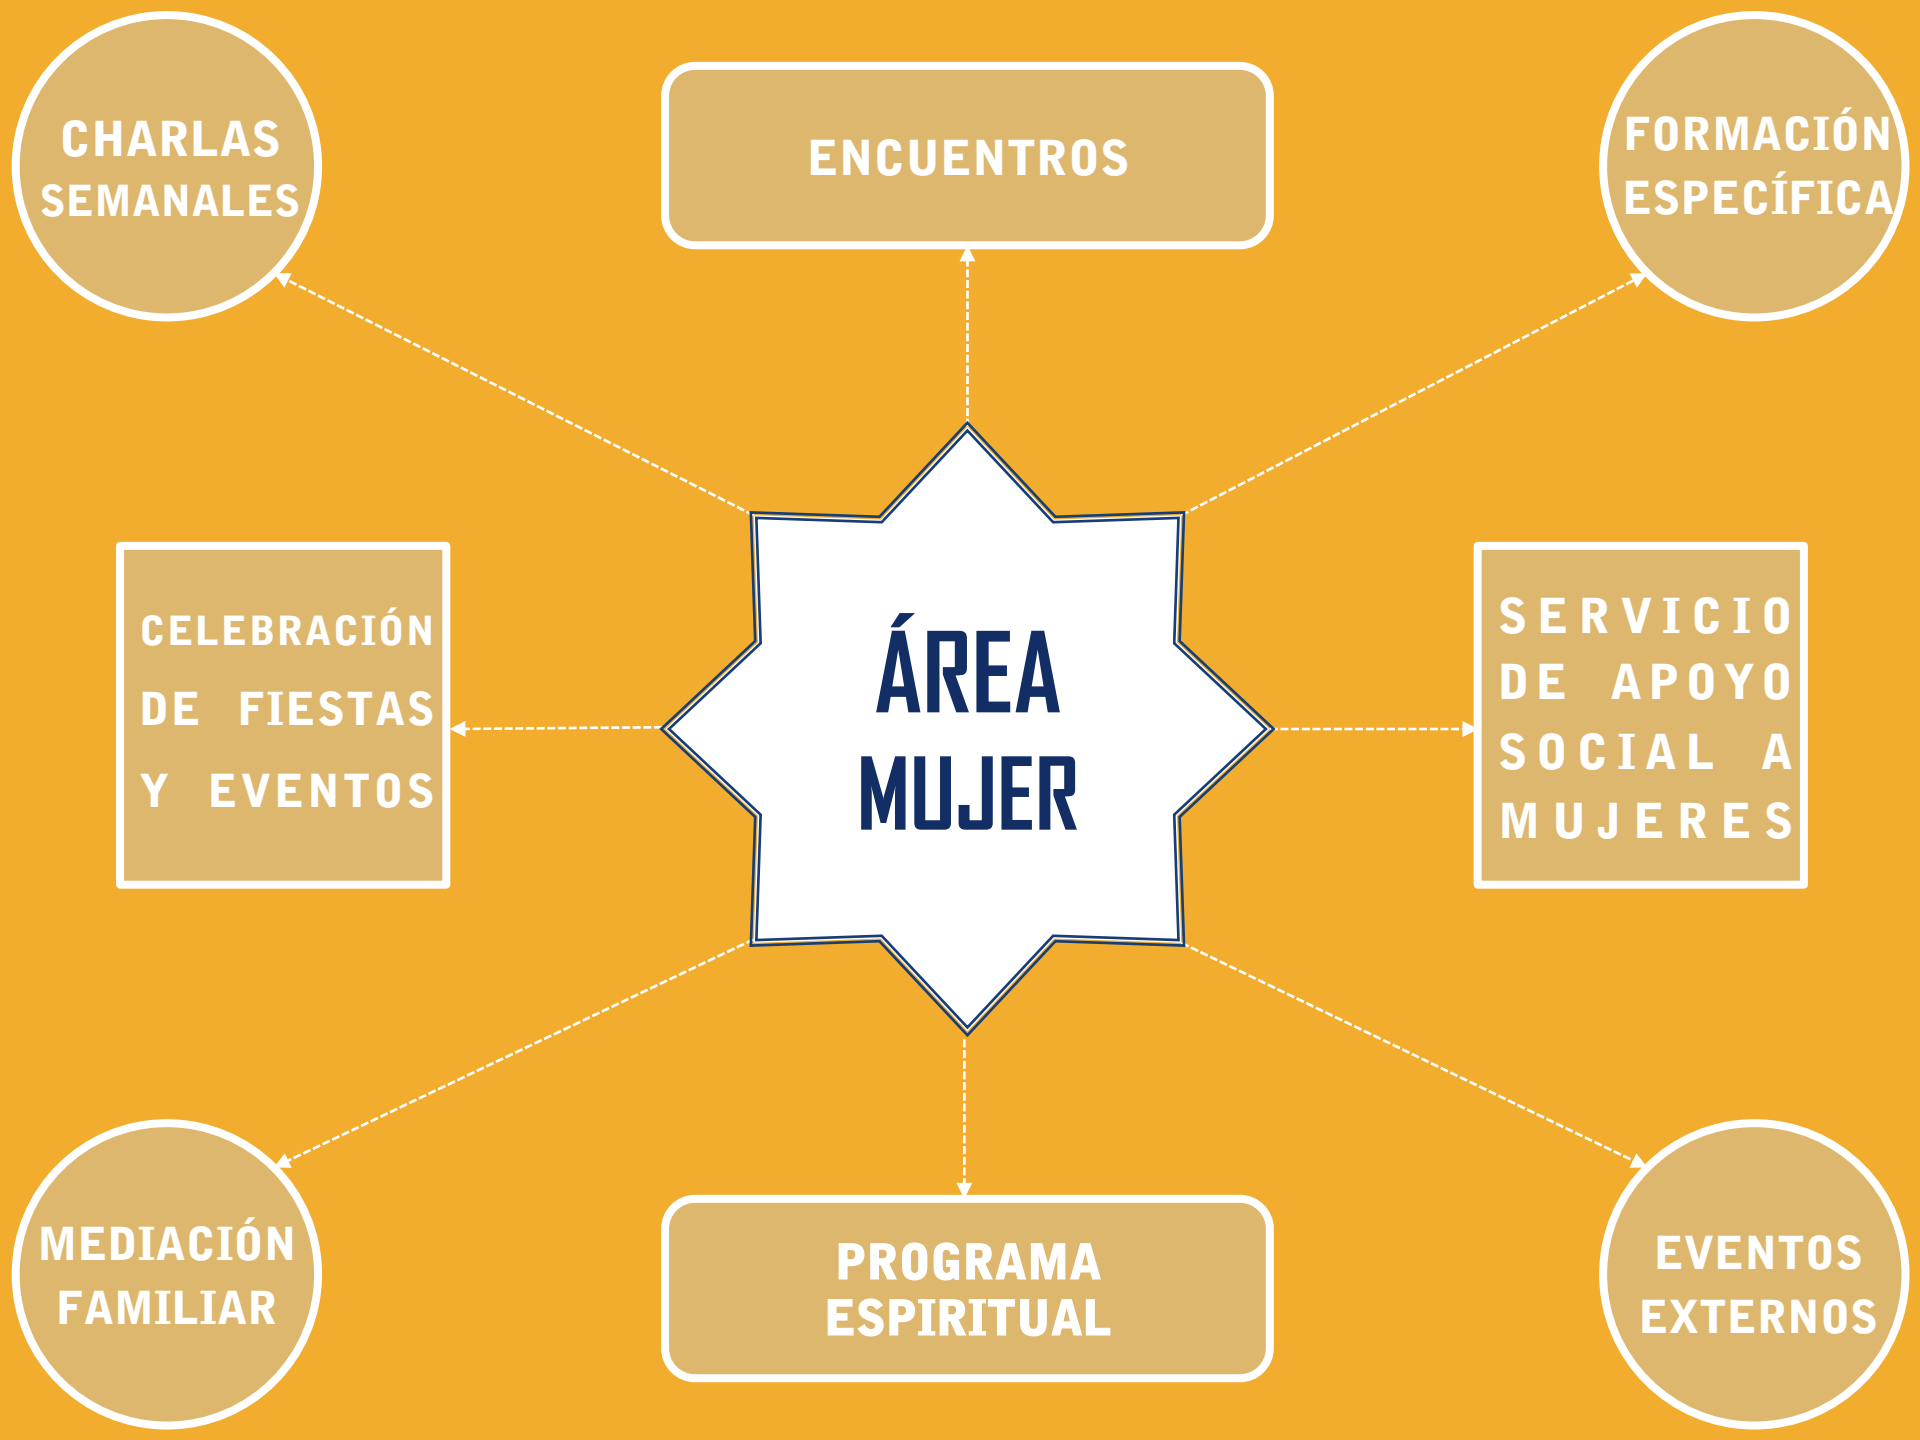 CHARLAS
SEMANALES
ENCUENTROS
FORMACIÓN
ESPECÍFICA
CELEBRACIÓN
DE FIESTAS
Y EVENTOS
ÁREA
MUJER
SERVICIO
DE APOYO
SOCIAL A
MUJERES
MEDIACIÓN
FAMILIAR
PROGRAMA
ESPIRITUAL
EVENTOS
EXTERNOS